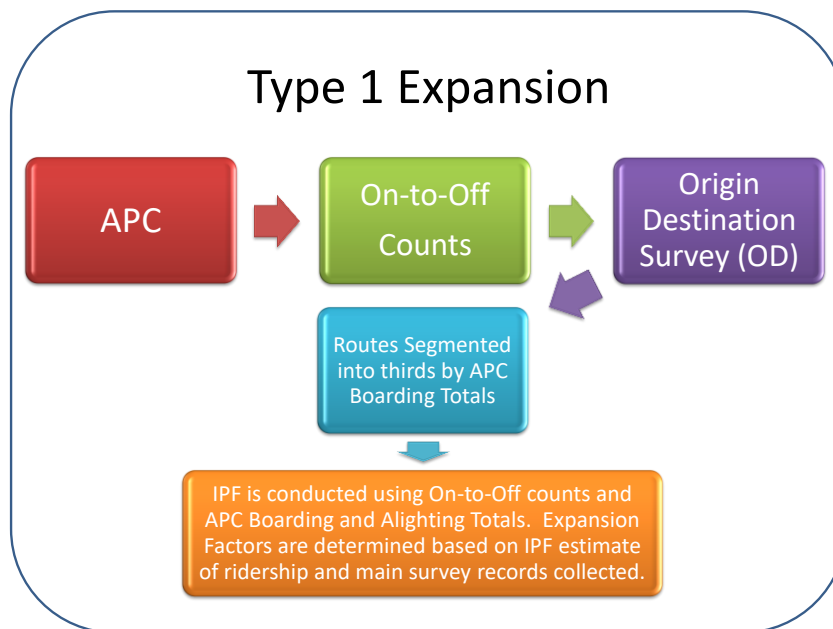 Type 1 Expansion
APC
On-to-Off
Counts
Origin
Destination
Survey (OD)
Routes Segmented
into thirds by APC
Boarding Totals
IPF is conducted using On-to-Off counts and
APC Boarding and Alighting Totals.  Expansion
Factors are determined based on IPF estimate
of ridership and main survey records collected.